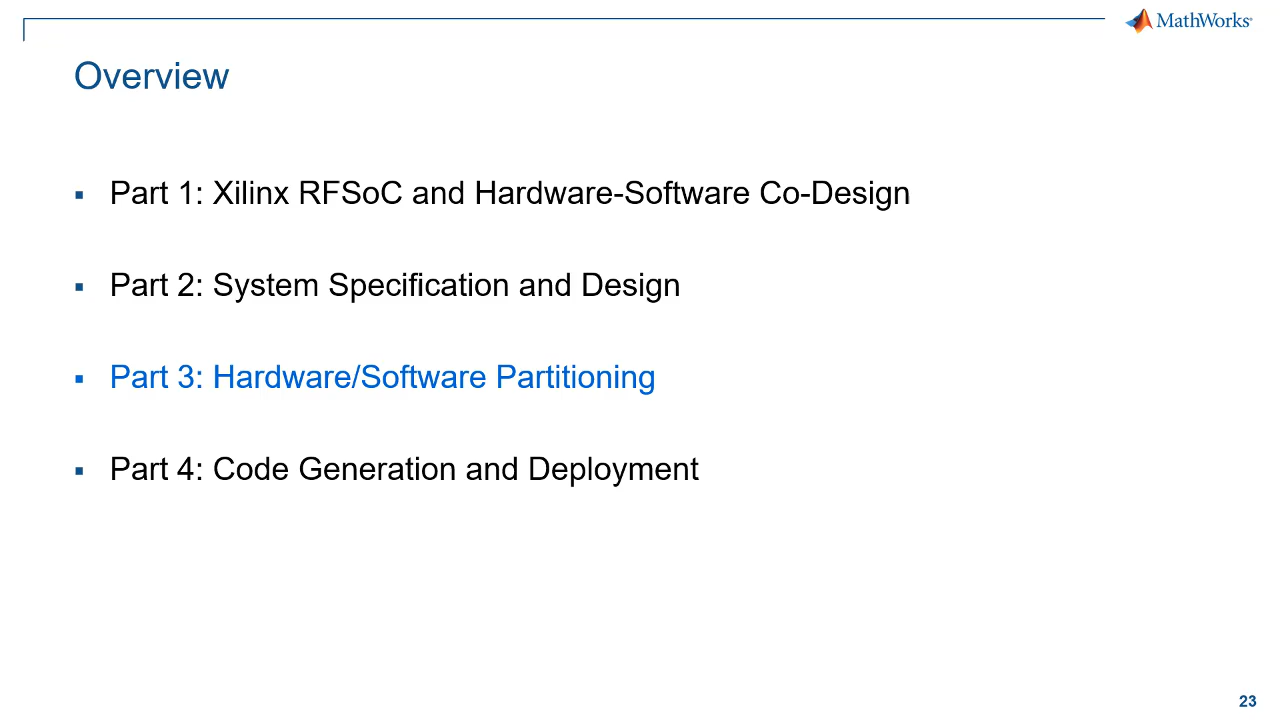 MathWorks
Overview
Part 1: Xilinx RFSoC and Hardware-Software Co-Design
Part 2: System Specification and Design
Part 3: Hardware/Software Partitioning
Part 4: Code Generation and Deployment
23